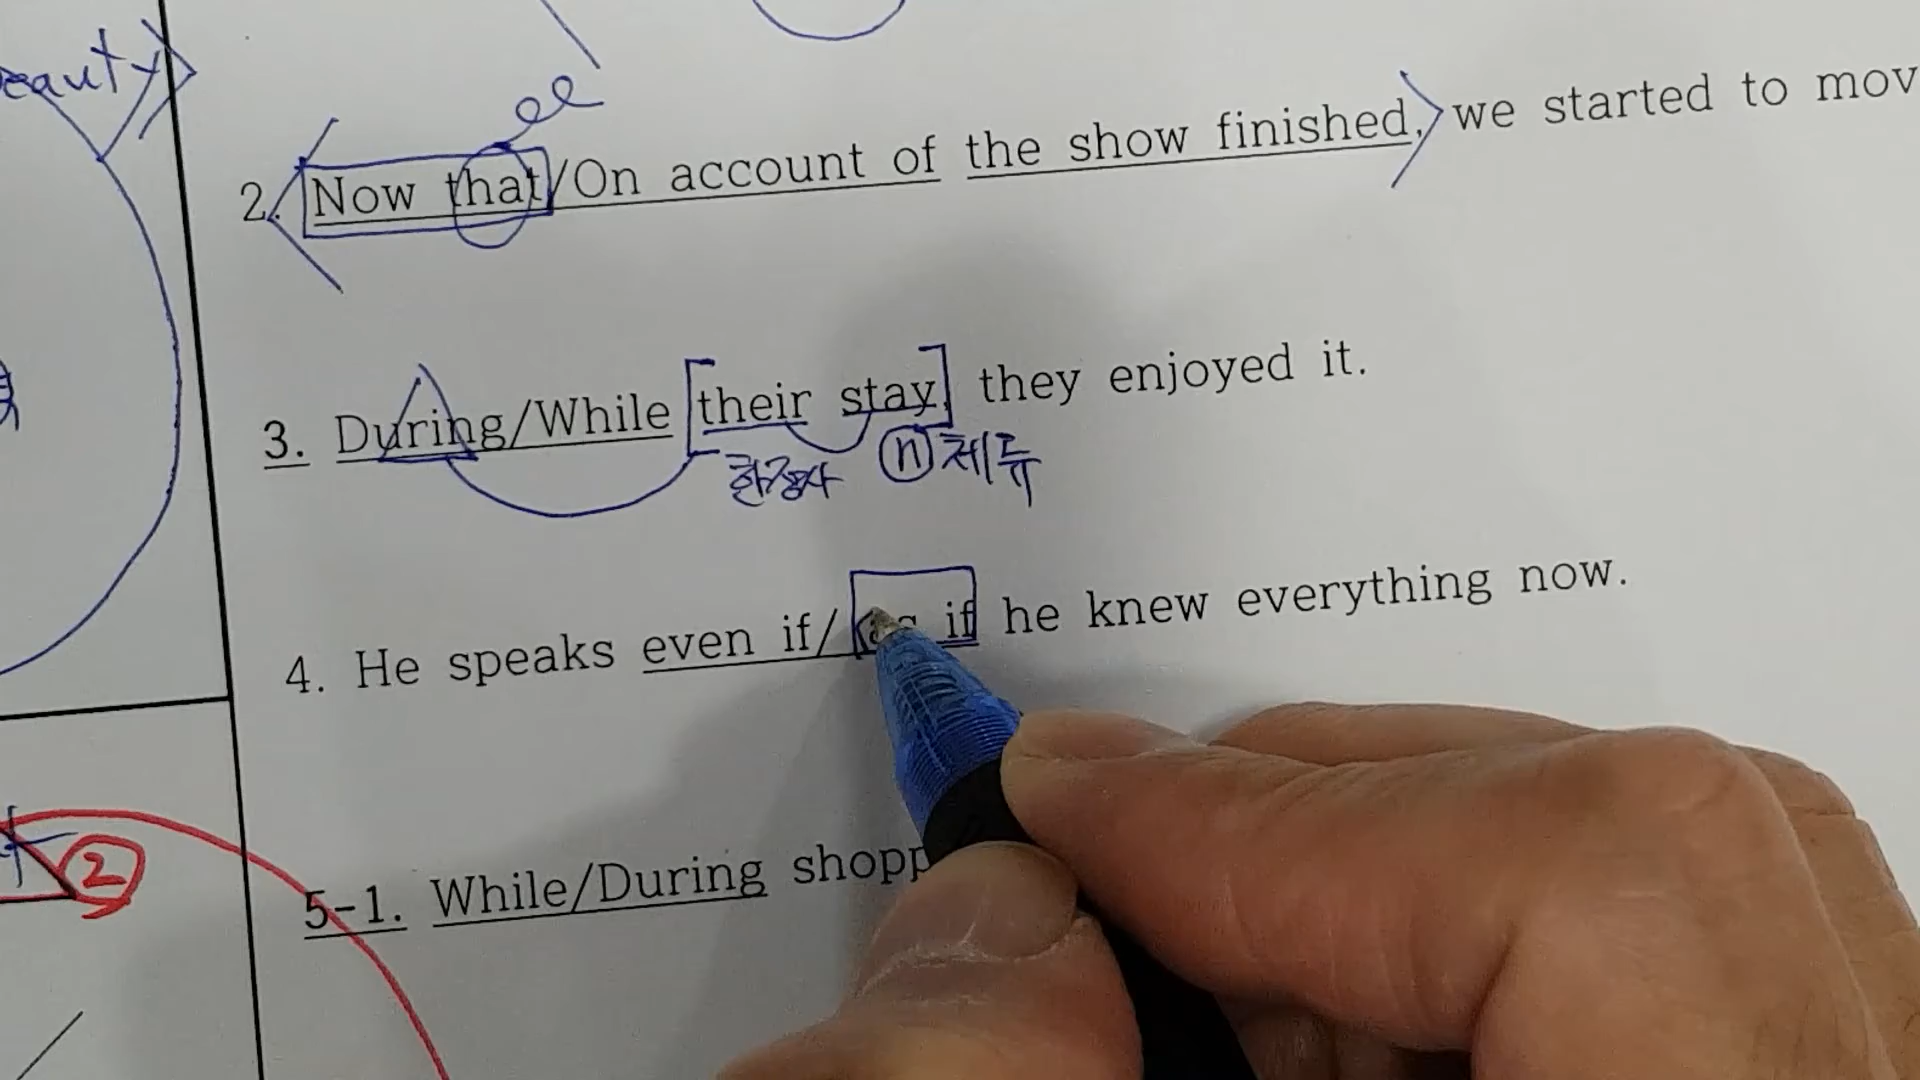 eauty
2. Now that/On account of the show finished, we started to mov
3. During/While their stay, they enjoyed it.
한정사 ⓝ체류
4. He speaks even if/ as if he knew everything now.
5-1. While/During shopp
②